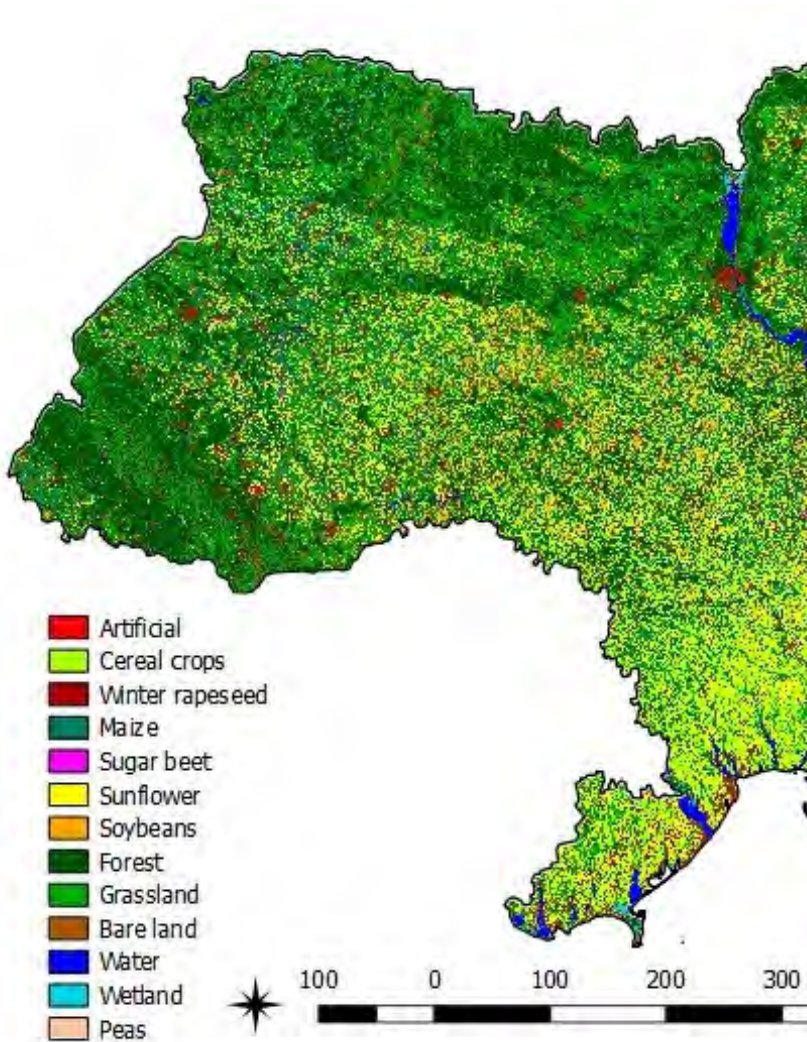 Artificial
Cereal crops
Winter rapeseed
Maize
Sugar beet
Sunflower
Soybeans
Forest
Grassland
Bare land
Water
Wetland
Peas
100 0 100 200 300